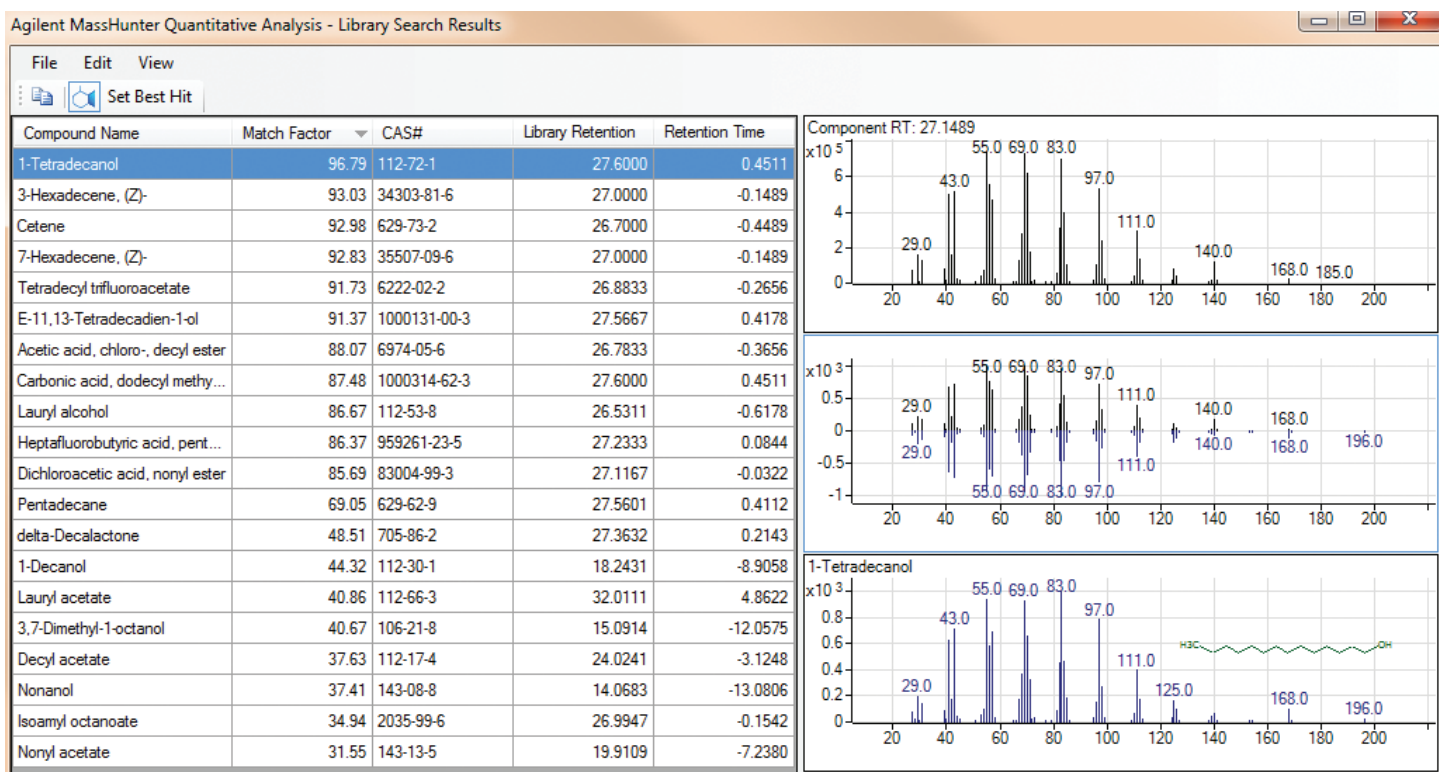 Agilent MassHunter Quantitative Analysis - Library Search Results
File Edit View
Set Best Hit
Compound Name Match Factor CAS# Library Retention Retention Time
1-Tetradecanol 96.79 112-72-1 27.6000 0.4511
3-Hexadecene, (Z)- 93.03 34303-81-6 27.0000 -0.1489
Cetene 92.98 629-73-2 26.7000 -0.4489
7-Hexadecene, (Z)- 92.83 35507-09-6 27.0000 -0.1489
Tetradecyl trifluoroacetate 91.73 6222-02-2 26.8833 -0.2656
E-11,13-Tetradecadien-1-ol 91.37 1000131-00-3 27.5667 0.4178
Acetic acid, chloro-, decyl ester 88.07 6974-05-6 26.7833 -0.3656
Carbonic acid, dodecyl methy... 87.48 1000314-62-3 27.6000 0.4511
Lauryl alcohol 86.67 112-53-8 26.5311 -0.6178
Heptafluorobutyric acid, pent... 86.37 959261-23-5 27.2333 0.0844
Dichloroacetic acid, nonyl ester 85.69 83004-99-3 27.1167 -0.0322
Pentadecane 69.05 629-62-9 27.5601 0.4112
delta-Decalactone 48.51 705-86-2 27.3632 0.2143
1-Decanol 44.32 112-30-1 18.2431 -8.9058
Lauryl acetate 40.86 112-66-3 32.0111 4.8622
3,7-Dimethyl-1-octanol 40.67 106-21-8 15.0914 -12.0575
Decyl acetate 37.63 112-17-4 24.0241 -3.1248
Nonanol 37.41 143-08-8 14.0683 -13.0806
Isoamyl octanoate 34.94 2035-99-6 26.9947 -0.1542
Nonyl acetate 31.55 143-13-5 19.9109 -7.2380
Component RT: 27.1489
x10 5
55.0 69.0 83.0
6
43.0 97.0
4
111.0
2 29.0 140.0
168.0 185.0
0
20 40 60 80 100 120 140 160 180 200
x10 3
55.0 69.0 83.0 97.0
0.5 29.0 111.0 140.0 168.0
0
29.0 140.0 168.0 196.0
-0.5 111.0
-1 55.0 69.0 83.0 97.0
20 40 60 80 100 120 140 160 180 200
1-Tetradecanol
x10 3
55.0 69.0 83.0
0.8 43.0 97.0
0.6 H3C OH
0.4 111.0
0.2 29.0 125.0 168.0 196.0
0
20 40 60 80 100 120 140 160 180 200